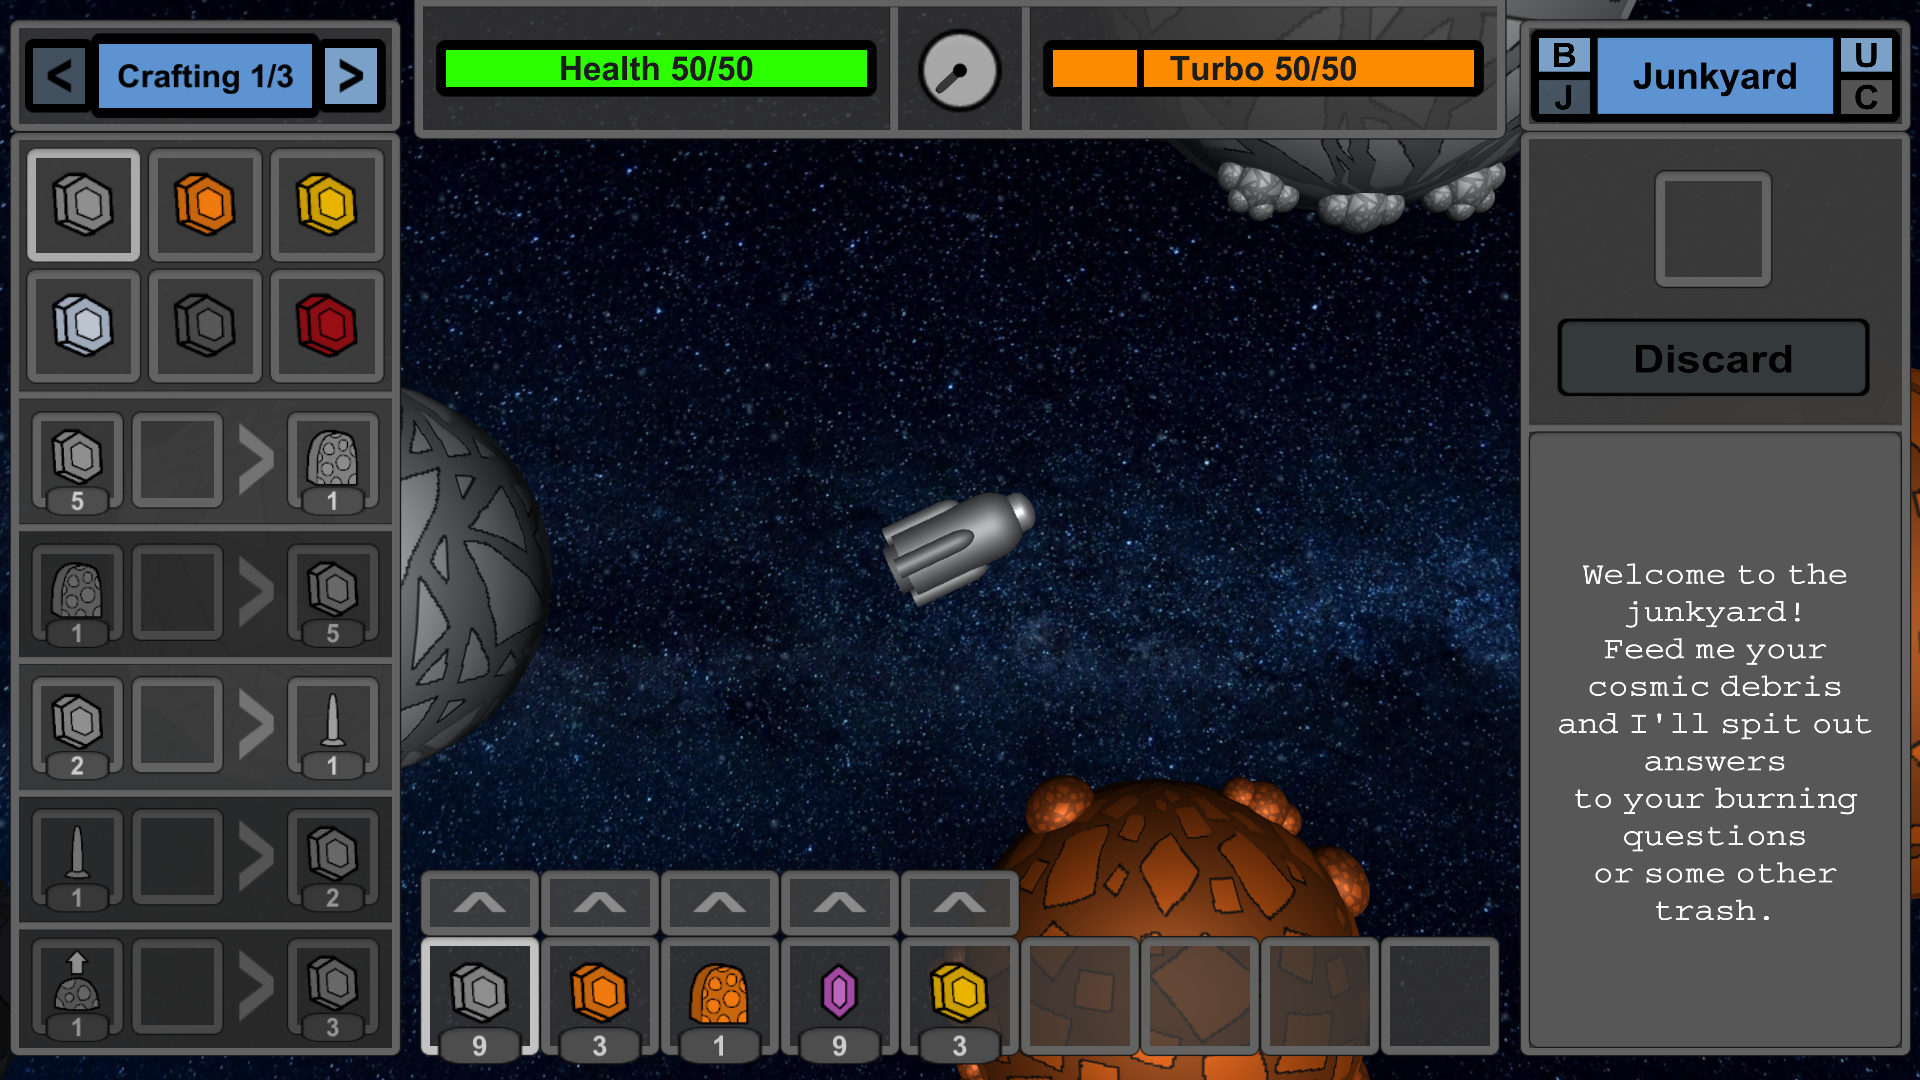 < Crafting 1/3 >
Health 50/50
Turbo 50/50
B
J
Junkyard
U
C
Discard
5 1
1 5
2 1
1 2
1 3
Welcome to the
junkyard!
Feed me your
cosmic debris
and I'll spit out
answers
to your burning
questions
or some other
trash.
9 3 1 9 3